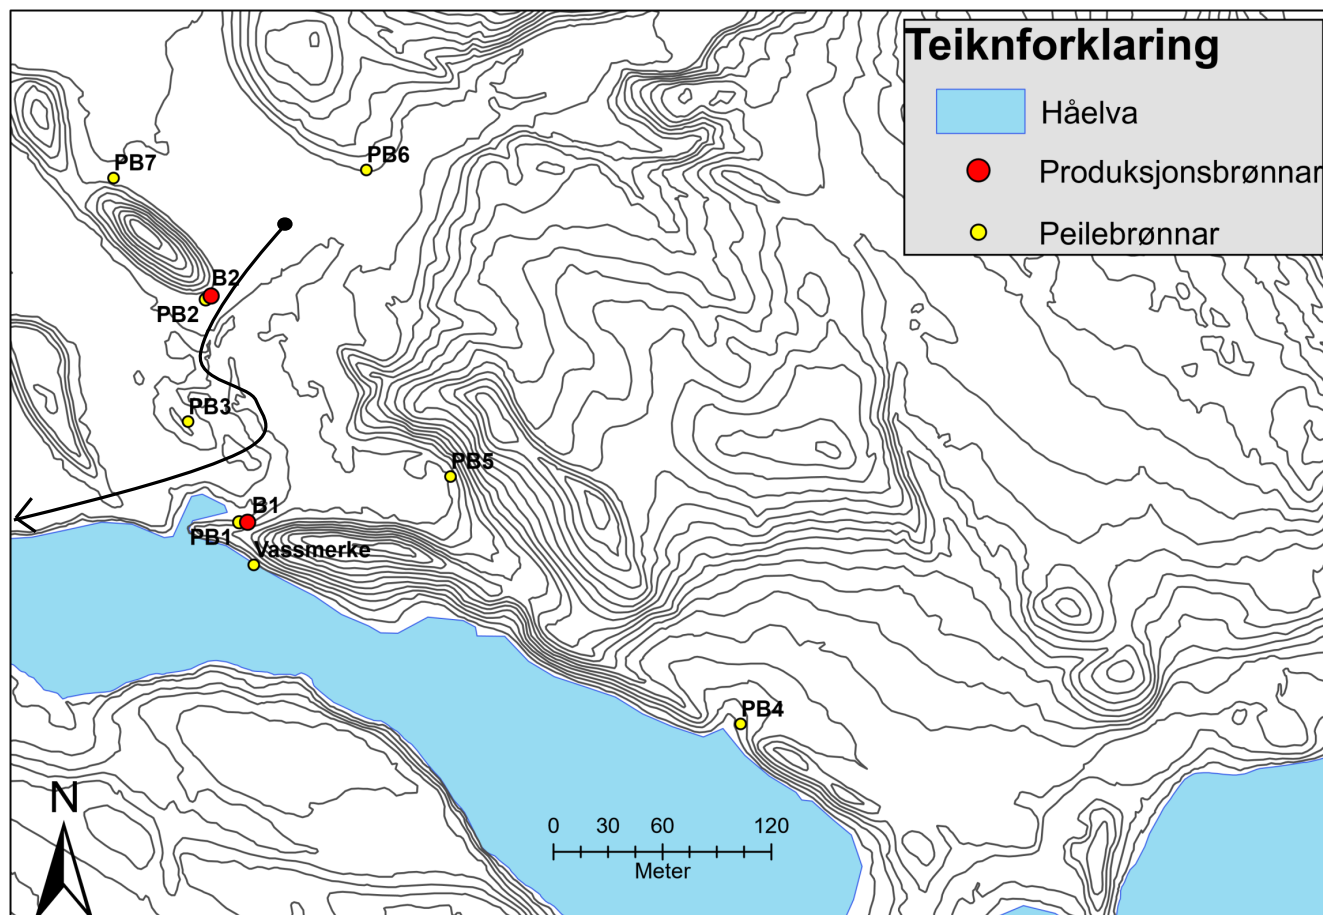 Teiknforklaring
Håelva
Produksjonsbrønnar
Peilebrønnar
PB7
PB6
B2
PB2
PB3
PB5
B1
PB1
Vassmerke
PB4
N
0 30 60 120
Meter